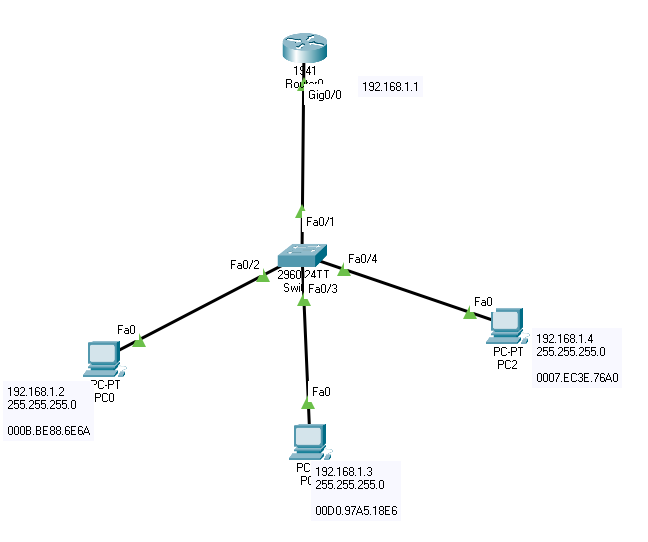 1941
Router0
Gig0/0
192.168.1.1
Fa0/1
Fa0/2
Fa0/4
2960-24TT
Fa0/3
Fa0
PC-PT
PC0
192.168.1.2
255.255.255.0
000B.BE88.6E6A
Fa0
192.168.1.3
255.255.255.0
00D0.97A5.18E6
Fa0
PC-PT
PC2
192.168.1.4
255.255.255.0
0007.EC3E.76A0